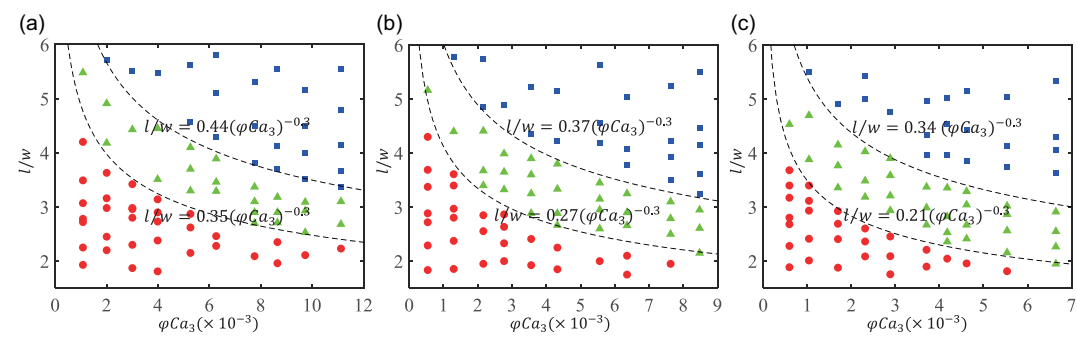 (a)
l/w
6
5
4
3
2
l/w = 0.44(φCa₃)⁻⁰·³
l/w = 0.35(φCa₃)⁻⁰·³
0 2 4 6 8 10 12
φCa₃(× 10⁻³)
(b)
l/w
6
5
4
3
2
l/w = 0.37(φCa₃)⁻⁰·³
l/w = 0.27(φCa₃)⁻⁰·³
0 1 2 3 4 5 6 7 8 9
φCa₃(× 10⁻³)
(c)
l/w
6
5
4
3
2
l/w = 0.34 (φCa₃)⁻⁰·³
l/w = 0.21(φCa₃)⁻⁰·³
0 1 2 3 4 5 6 7
φCa₃(× 10⁻³)